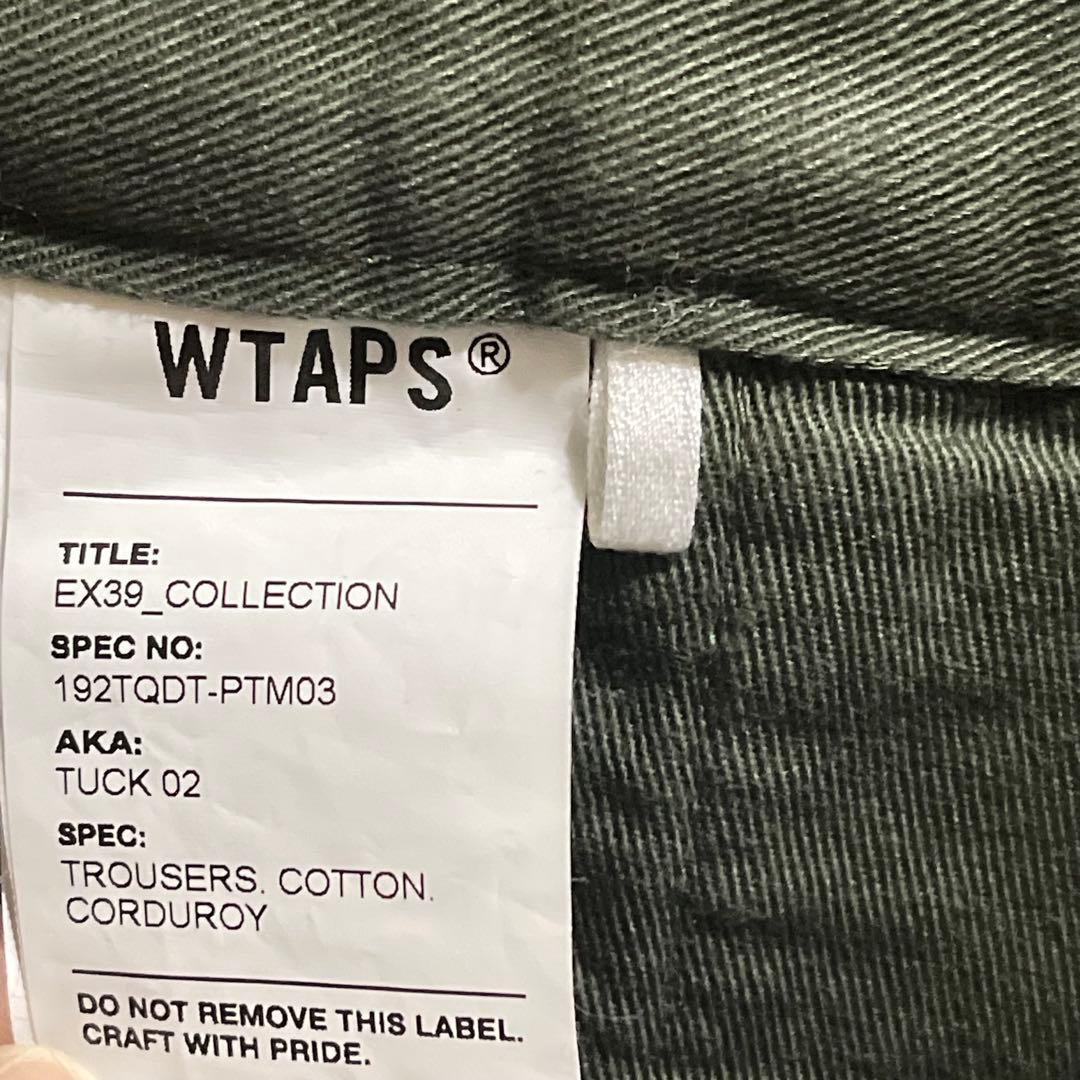 WTAPS®
TITLE:
EX39_COLLECTION
SPEC NO:
192TQDT-PTM03
AKA:
TUCK 02
SPEC:
TROUSERS. COTTON.
CORDUROY
DO NOT REMOVE THIS LABEL.
CRAFT WITH PRIDE.